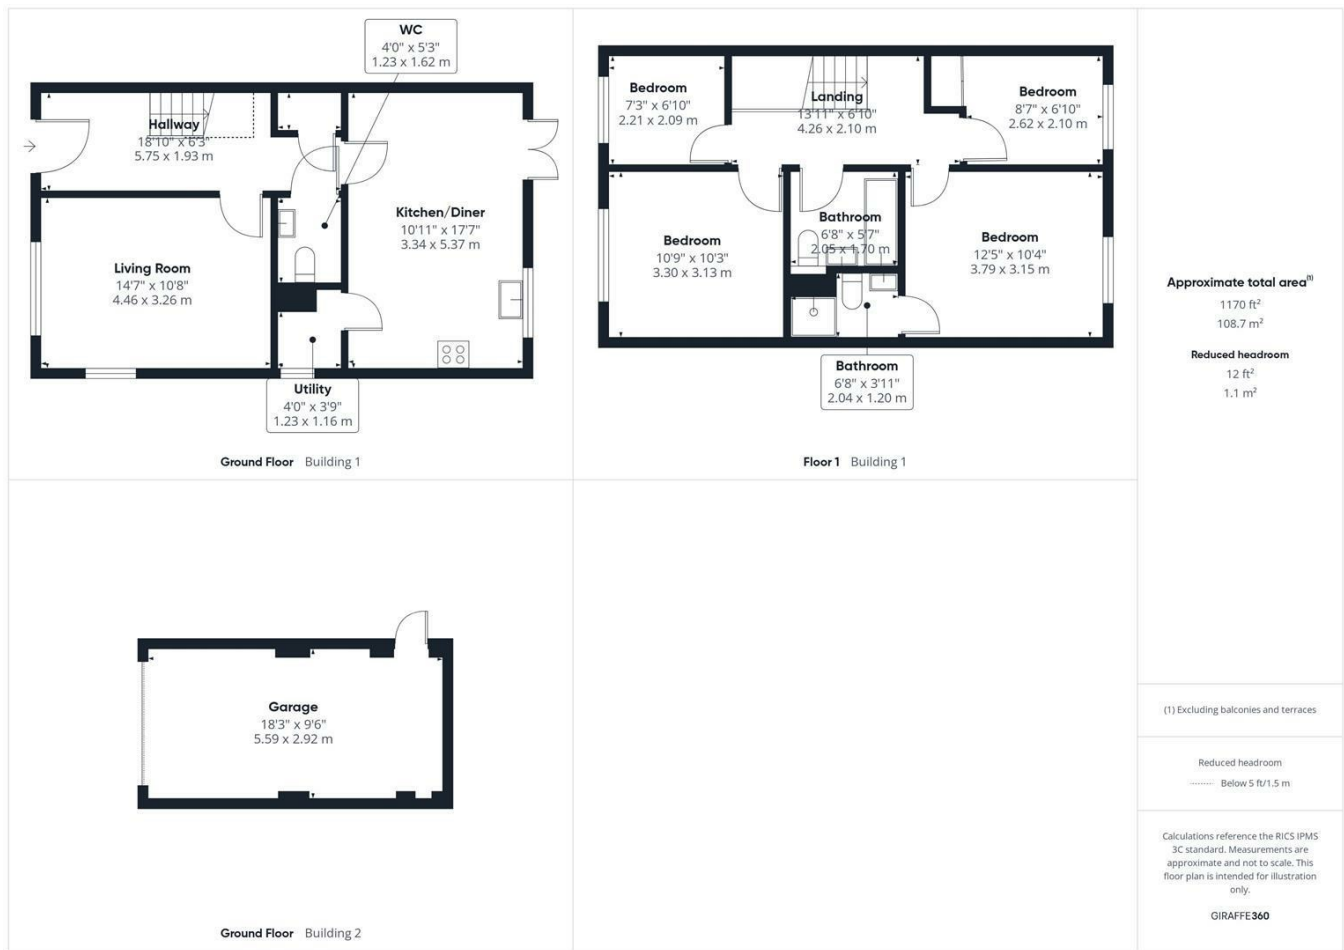 WC
4'0" x 5'3"
1.23 x 1.62 m
Hallway
18'10" x 6'3"
5.75 x 1.93 m
Kitchen/Diner
10'11" x 17'7"
3.34 x 5.37 m
Living Room
14'7" x 10'8"
4.46 x 3.26 m
Utility
4'0" x 3'9"
1.23 x 1.16 m
Ground Floor Building 1
Bedroom
7'3" x 6'10"
2.21 x 2.09 m
Landing
13'11" x 6'10"
4.26 x 2.10 m
Bedroom
8'7" x 6'10"
2.62 x 2.10 m
Bedroom
10'9" x 10'3"
3.30 x 3.13 m
Bathroom
6'8" x 5'7"
2.05 x 1.70 m
Bedroom
12'5" x 10'4"
3.79 x 3.15 m
Bathroom
6'8" x 3'11"
2.04 x 1.20 m
Floor 1 Building 1
Garage
18'3" x 9'6"
5.59 x 2.92 m
Ground Floor Building 2
Approximate total area(1)
1170 ft²
108.7 m²
Reduced headroom
12 ft²
1.1 m²
(1) Excluding balconies and terraces
Reduced headroom
Below 5 ft/1.5 m
Calculations reference the RICS IPMS
3C standard. Measurements are
approximate and not to scale. This
floor plan is intended for illustration
only.
GIRAFFE360